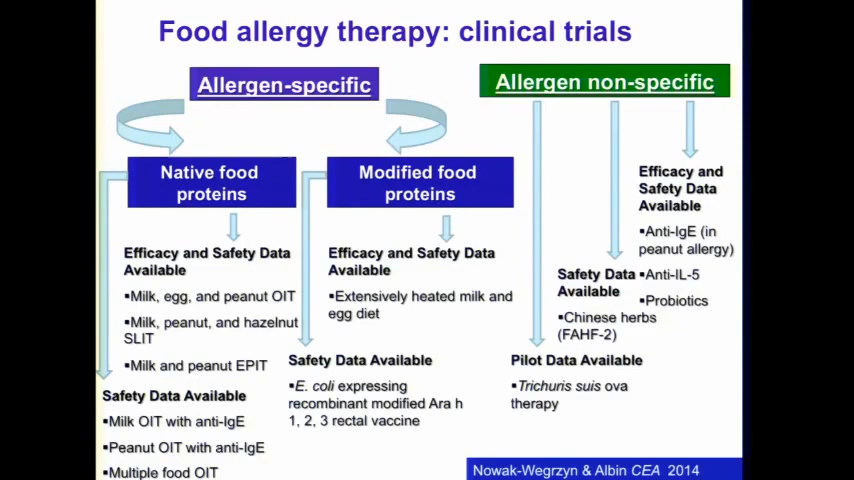 Food allergy therapy: clinical trials
Allergen-specific
Allergen non-specific
Native food
proteins
Modified food
proteins
Efficacy and Safety Data
Available
▪Milk, egg, and peanut OIT
▪Milk, peanut, and hazelnut
SLIT
▪Milk and peanut EPIT
Safety Data Available
▪Milk OIT with anti-IgE
▪Peanut OIT with anti-IgE
▪Multiple food OIT
Efficacy and Safety Data
Available
▪Extensively heated milk and
egg diet
Safety Data Available
▪E. coli expressing
recombinant modified Ara h
1, 2, 3 rectal vaccine
Pilot Data Available
▪Trichuris suis ova
therapy
Safety Data
Available
▪Chinese herbs
(FAHF-2)
Efficacy and
Safety Data
Available
▪Anti-IgE (in
peanut allergy)
▪Anti-IL-5
▪Probiotics
Nowak-Wegrzyn & Albin CEA 2014